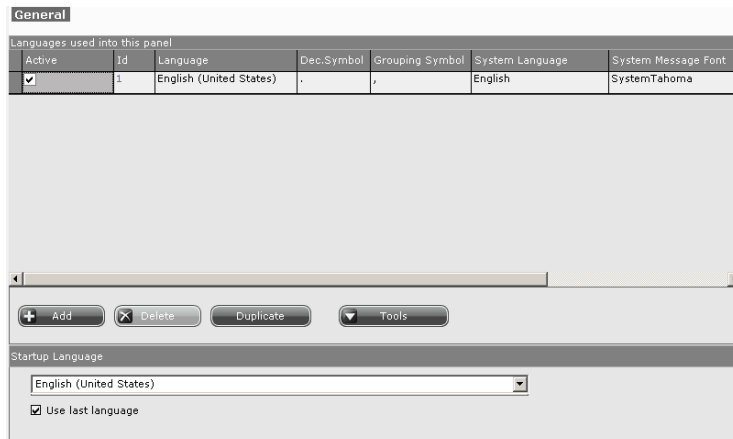 General
Languages used into this panel
Active Id Language Dec.Symbol Grouping Symbol System Language System Message Font
1 English (United States) . , English SystemTahoma
Add Delete Duplicate Tools
Startup Language
English (United States)
Use last language